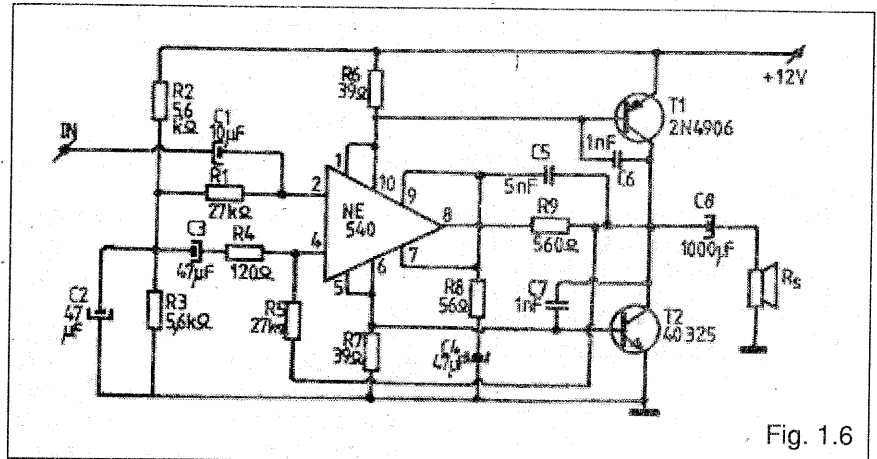 R6
39Ω
+12V
R2
5,6
kΩ
C1
10µF
IN
T1
2N4906
1nF
C6
1
10
9
C5
5nF
R1
27kΩ
2
NE
540
8
R9
560Ω
C8
1000µF
C3
47µF
R4
120Ω
4
7
6
5
R8
56Ω
C7
1nF
Rs
C2
47
µF
R3
5,6kΩ
R5
27kΩ
R7
39Ω
C4
47µF
T2
40325
Fig. 1.6